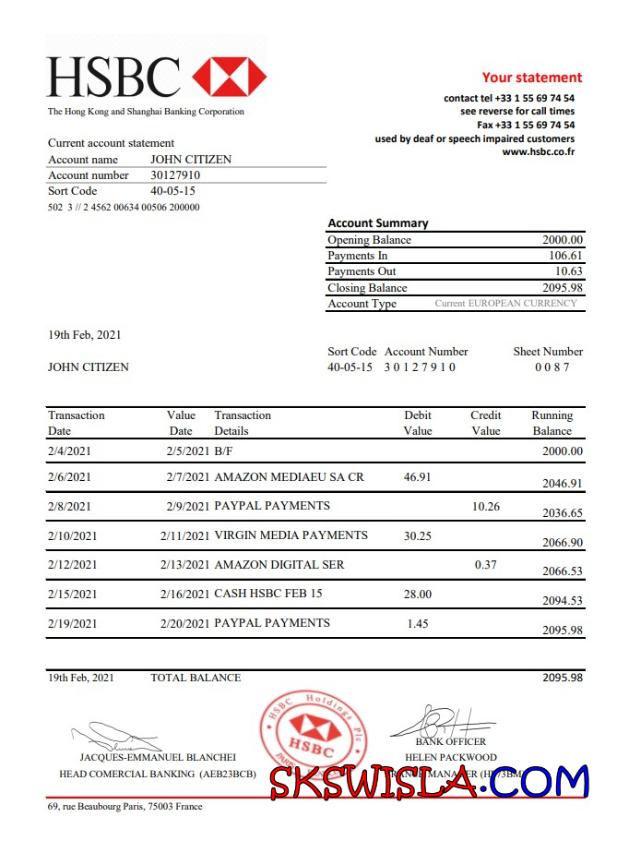 HSBC
The Hong Kong and Shanghai Banking Corporation
Your statement
contact tel +33 1 55 69 74 54
see reverse for call times
Fax +33 1 55 69 74 54
used by deaf or speech impaired customers
www.hsbc.co.fr
Current account statement
Account name JOHN CITIZEN
Account number 30127910
Sort Code 40-05-15
502 3 // 2 4562 00634 00506 200000
Account Summary
Opening Balance 2000.00
Payments In 106.61
Payments Out 10.63
Closing Balance 2095.98
Account Type Current EUROPEAN CURRENCY
19th Feb, 2021
Sort Code Account Number Sheet Number
JOHN CITIZEN 40-05-15 3 0 1 2 7 9 1 0 0 0 8 7
Transaction Value Transaction Debit Credit Running
Date Date Details Value Value Balance
2/4/2021 2/5/2021 B/F 2000.00
2/6/2021 2/7/2021 AMAZON MEDIAEU SA CR 46.91 2046.91
2/8/2021 2/9/2021 PAYPAL PAYMENTS 10.26 2036.65
2/10/2021 2/11/2021 VIRGIN MEDIA PAYMENTS 30.25 2066.90
2/12/2021 2/13/2021 AMAZON DIGITAL SER 0.37 2066.53
2/15/2021 2/16/2021 CASH HSBC FEB 15 28.00 2094.53
2/19/2021 2/20/2021 PAYPAL PAYMENTS 1.45 2095.98
19th Feb, 2021 TOTAL BALANCE 2095.98
HSBC Holdings Plc
HSBC
BANK OFFICER
JACQUES-EMMANUEL BLANCHEI HELEN PACKWOOD
HEAD COMERCIAL BANKING (AEB23BCB)
SKSWISLA.COM
69, rue Beaubourg Paris, 75003 France